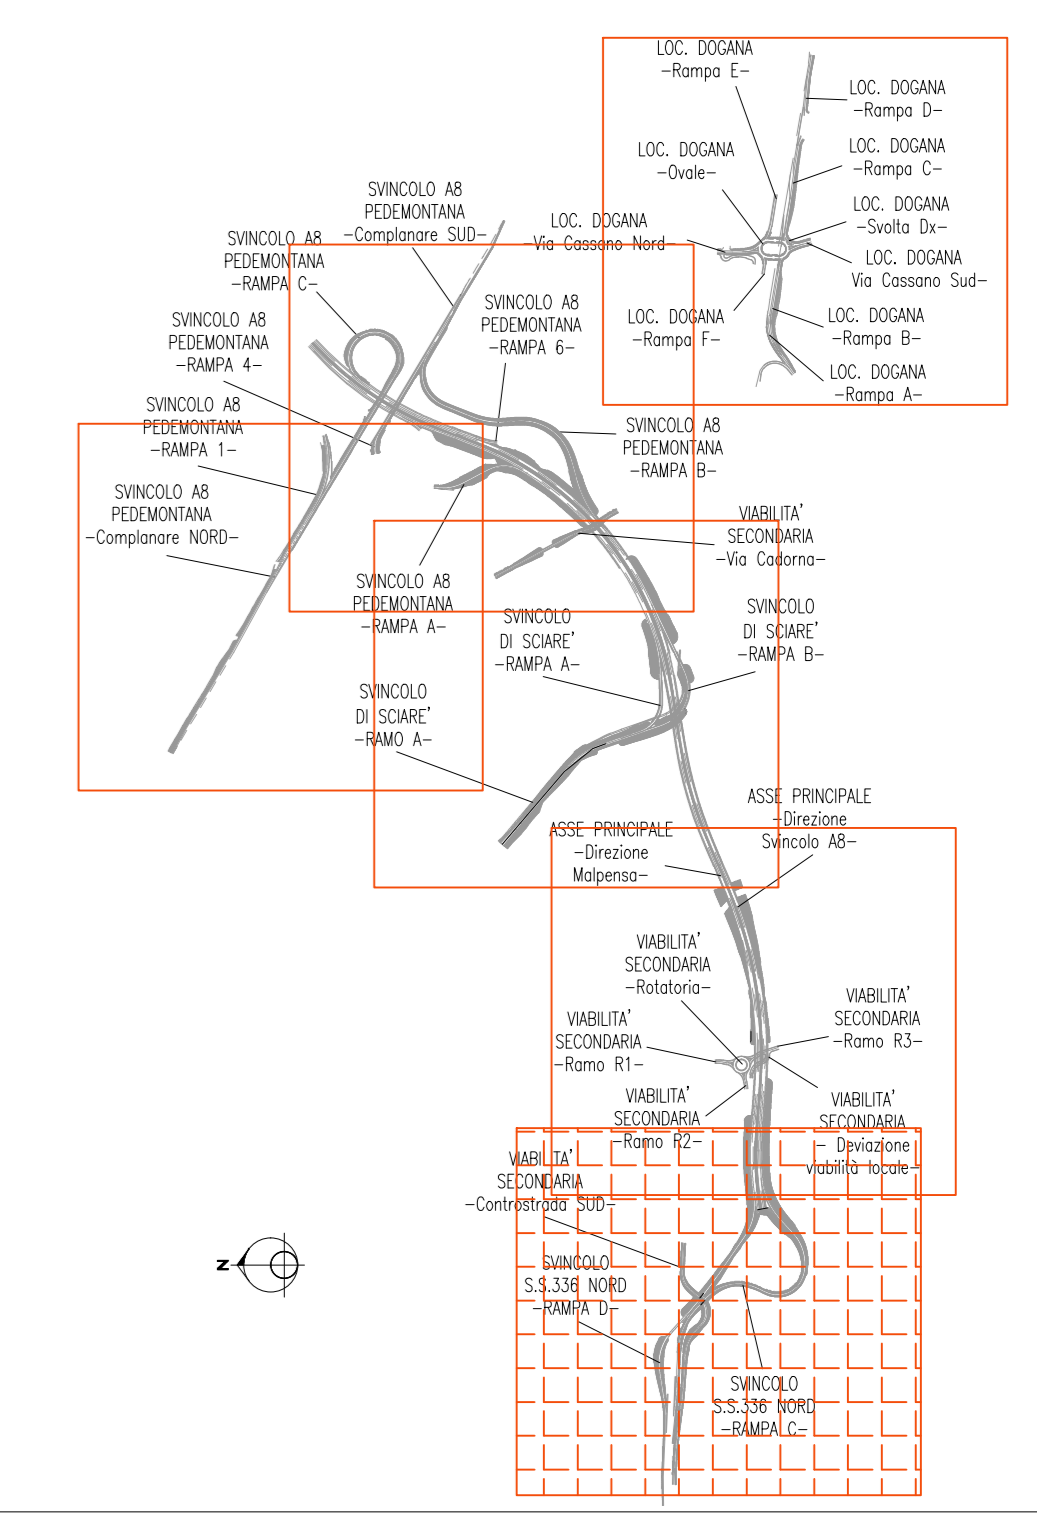 LOC. DOGANA
-Rampa E-
LOC. DOGANA
-Rampa D-
LOC. DOGANA
-Ovale-
LOC. DOGANA
-Rampa C-
SVINCOLO A8
PEDEMONTANA
-Complanare SUD-
LOC. DOGANA
-Via Cassano Nord-
LOC. DOGANA
-Svolta Dx-
SVINCOLO A8
PEDEMONTANA
-RAMPA C-
LOC. DOGANA
Via Cassano Sud-
SVINCOLO A8
PEDEMONTANA
-RAMPA 4-
SVINCOLO A8
PEDEMONTANA
-RAMPA 6-
LOC. DOGANA
-Rampa F-
LOC. DOGANA
-Rampa B-
LOC. DOGANA
-Rampa A-
SVINCOLO A8
PEDEMONTANA
-RAMPA 1-
SVINCOLO A8
PEDEMONTANA
-RAMPA B-
SVINCOLO A8
PEDEMONTANA
-Complanare NORD-
VIABILITA'
SECONDARIA
-Via Cadorna-
SVINCOLO A8
PEDEMONTANA
-RAMPA A-
SVINCOLO
DI SCIARE'
-RAMPA A-
SVINCOLO
DI SCIARE'
-RAMPA B-
SVINCOLO
DI SCIARE'
-RAMO A-
ASSE PRINCIPALE
-Direzione
Svincolo A8-
ASSE PRINCIPALE
-Direzione
Malpensa-
VIABILITA'
SECONDARIA
-Rotatoria-
VIABILITA'
SECONDARIA
-Ramo R1-
VIABILITA'
SECONDARIA
-Ramo R3-
VIABILITA'
SECONDARIA
-Ramo R2-
VIABILITA'
SECONDARIA
- Deviazione
viabilità locale-
VIABILITA'
SECONDARIA
-Controstrada SUD-
SVINCOLO
S.S.336 NORD
-RAMPA D-
N
SVINCOLO
S.S.336 NORD
-RAMPA C-